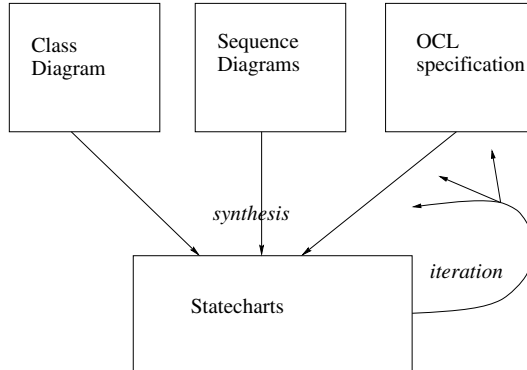 Class
Diagram
Sequence
Diagrams
OCL
specification
synthesis
iteration
Statecharts